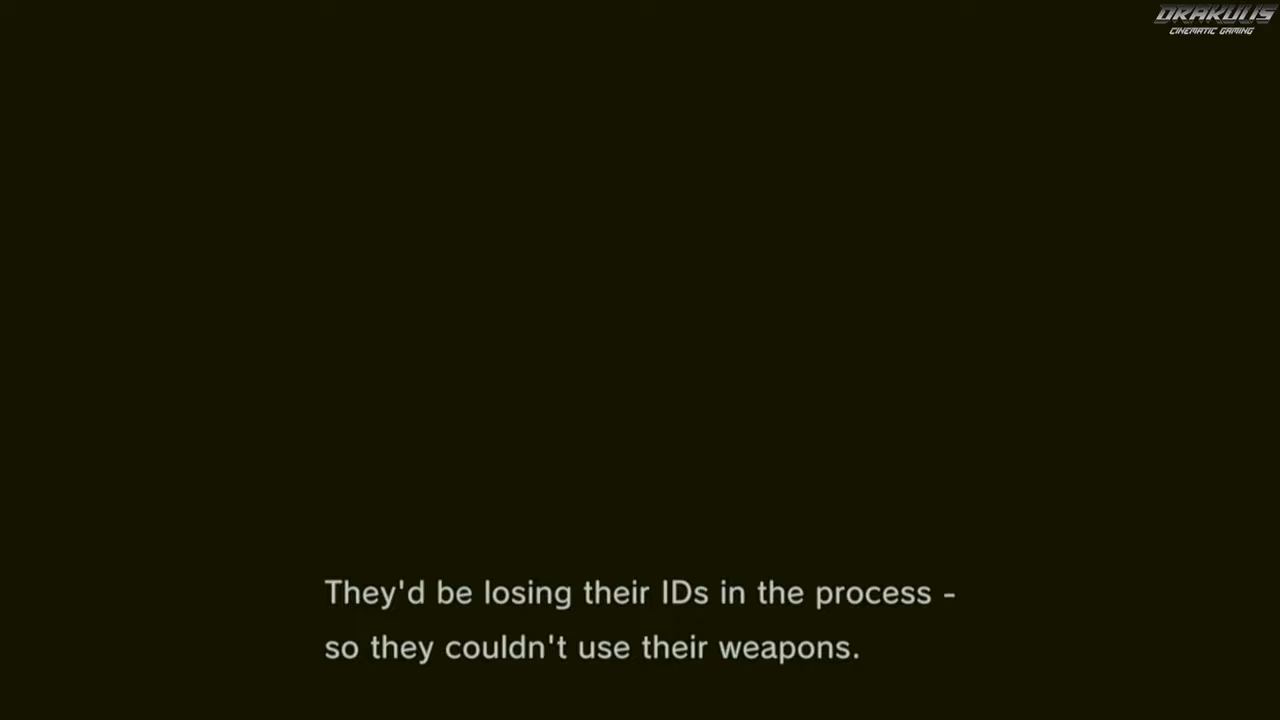 DRAKULIS
CINEMATIC GAMING
They'd be losing their IDs in the process -
so they couldn't use their weapons.